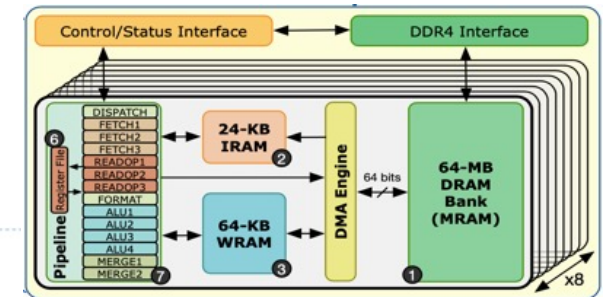 Control/Status Interface
DDR4 Interface
Pipeline
6
Register File
DISPATCH
FETCH1
FETCH2
FETCH3
READOP1
READOP2
READOP3
FORMAT
ALU1
ALU2
ALU3
ALU4
MERGE1
MERGE2
7
24-KB
IRAM
2
64-KB
WRAM
3
DMA Engine
64 bits
64-MB
DRAM
Bank
(MRAM)
1
x8